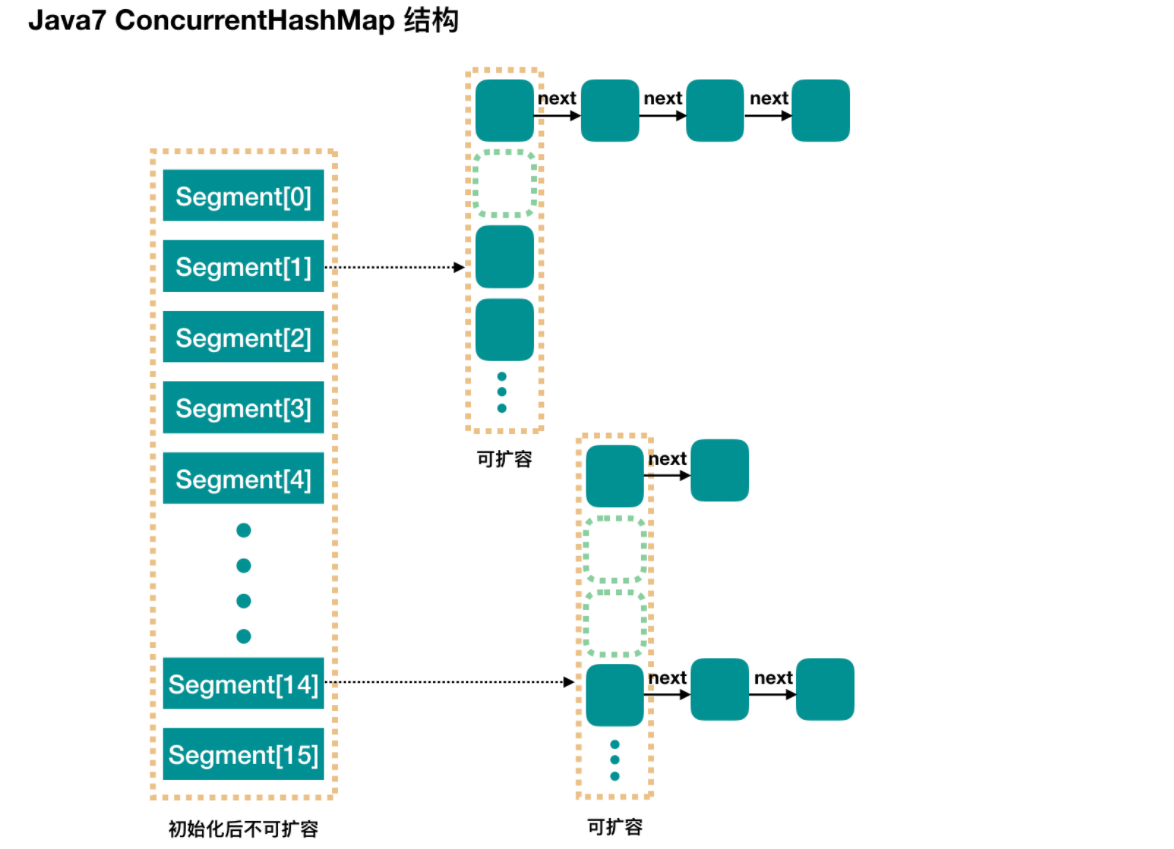 Java7 ConcurrentHashMap 结构
next next next
Segment[0]
Segment[1]
Segment[2]
Segment[3]
Segment[4]
可扩容
next
Segment[14]
next next
Segment[15]
初始化后不可扩容
可扩容